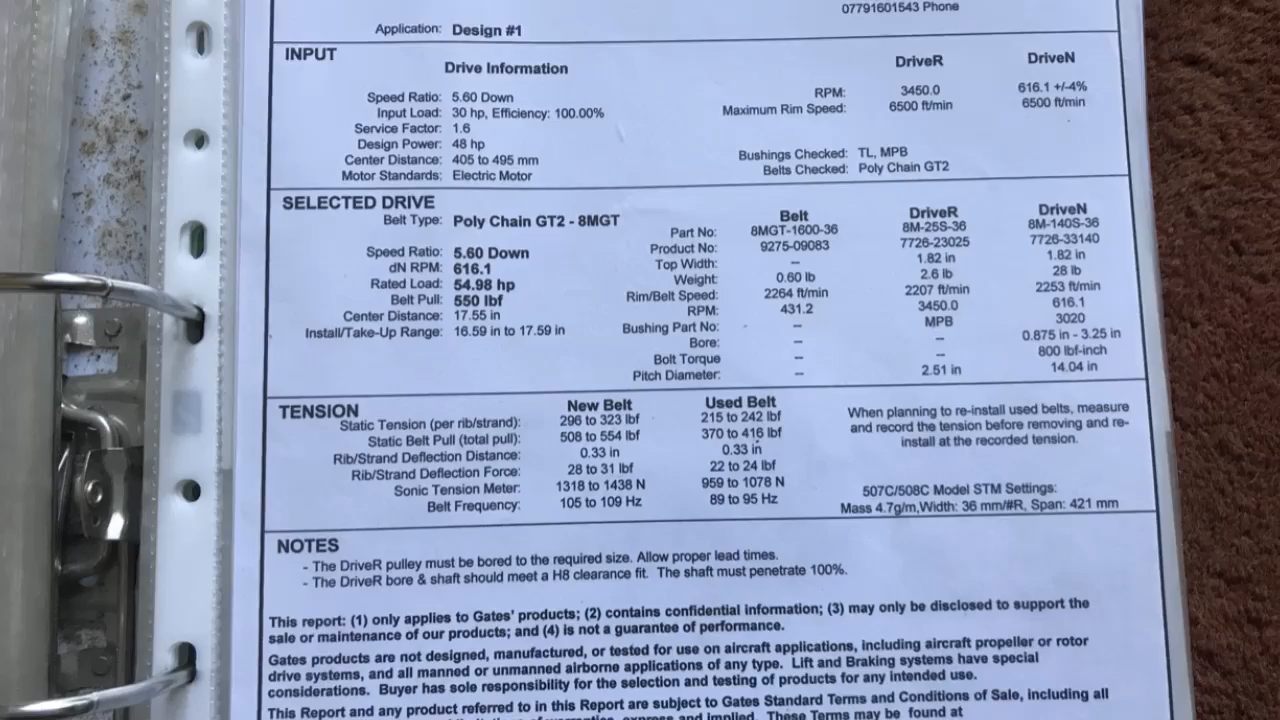 07791601543 Phone
Application: Design #1
INPUT
Drive Information DriveR DriveN
Speed Ratio: 5.60 Down RPM: 3450.0 616.1 +/-4%
Input Load: 30 hp, Efficiency: 100.00% Maximum Rim Speed: 6500 ft/min 6500 ft/min
Service Factor: 1.6
Design Power: 48 hp
Center Distance: 405 to 495 mm Bushings Checked: TL, MPB
Motor Standards: Electric Motor Belts Checked: Poly Chain GT2
SELECTED DRIVE
Belt Type: Poly Chain GT2 - 8MGT
Speed Ratio: 5.60 Down
dN RPM: 616.1
Rated Load: 54.98 hp
Belt Pull: 550 lbf
Center Distance: 17.55 in
Install/Take-Up Range: 16.59 in to 17.59 in
Belt DriveR DriveN
Part No: 8MGT-1600-36 8M-25S-36 8M-140S-36
Product No: 9275-09083 7726-23025 7726-33140
Top Width: -- 1.82 in 1.82 in
Weight: 0.60 lb 2.6 lb 28 lb
Rim/Belt Speed: 2264 ft/min 2207 ft/min 2253 ft/min
RPM: 431.2 3450.0 616.1
Bushing Part No: -- MPB 3020
Bore: -- -- 0.875 in - 3.25 in
Bolt Torque -- -- 800 lbf-inch
Pitch Diameter: -- 2.51 in 14.04 in
TENSION New Belt Used Belt
Static Tension (per rib/strand): 296 to 323 lbf 215 to 242 lbf
Static Belt Pull (total pull): 508 to 554 lbf 370 to 416 lbf
Rib/Strand Deflection Distance: 0.33 in 0.33 in
Rib/Strand Deflection Force: 28 to 31 lbf 22 to 24 lbf
Sonic Tension Meter: 1318 to 1438 N 959 to 1078 N
Belt Frequency: 105 to 109 Hz 89 to 95 Hz
When planning to re-install used belts, measure
and record the tension before removing and re-
install at the recorded tension.
507C/508C Model STM Settings:
Mass 4.7g/m,Width: 36 mm/#R, Span: 421 mm
NOTES
- The DriveR pulley must be bored to the required size. Allow proper lead times.
- The DriveR bore & shaft should meet a H8 clearance fit. The shaft must penetrate 100%.
This report: (1) only applies to Gates' products; (2) contains confidential information; (3) may only be disclosed to support the
sale or maintenance of our products; and (4) is not a guarantee of performance.
Gates products are not designed, manufactured, or tested for use on aircraft applications, including aircraft propeller or rotor
drive systems, and all manned or unmanned airborne applications of any type. Lift and Braking systems have special
considerations. Buyer has sole responsibility for the selection and testing of products for any intended use.
This Report and any product referred to in this Report are subject to Gates Standard Terms and Conditions of Sale, including all
express and implied. These Terms may be found at